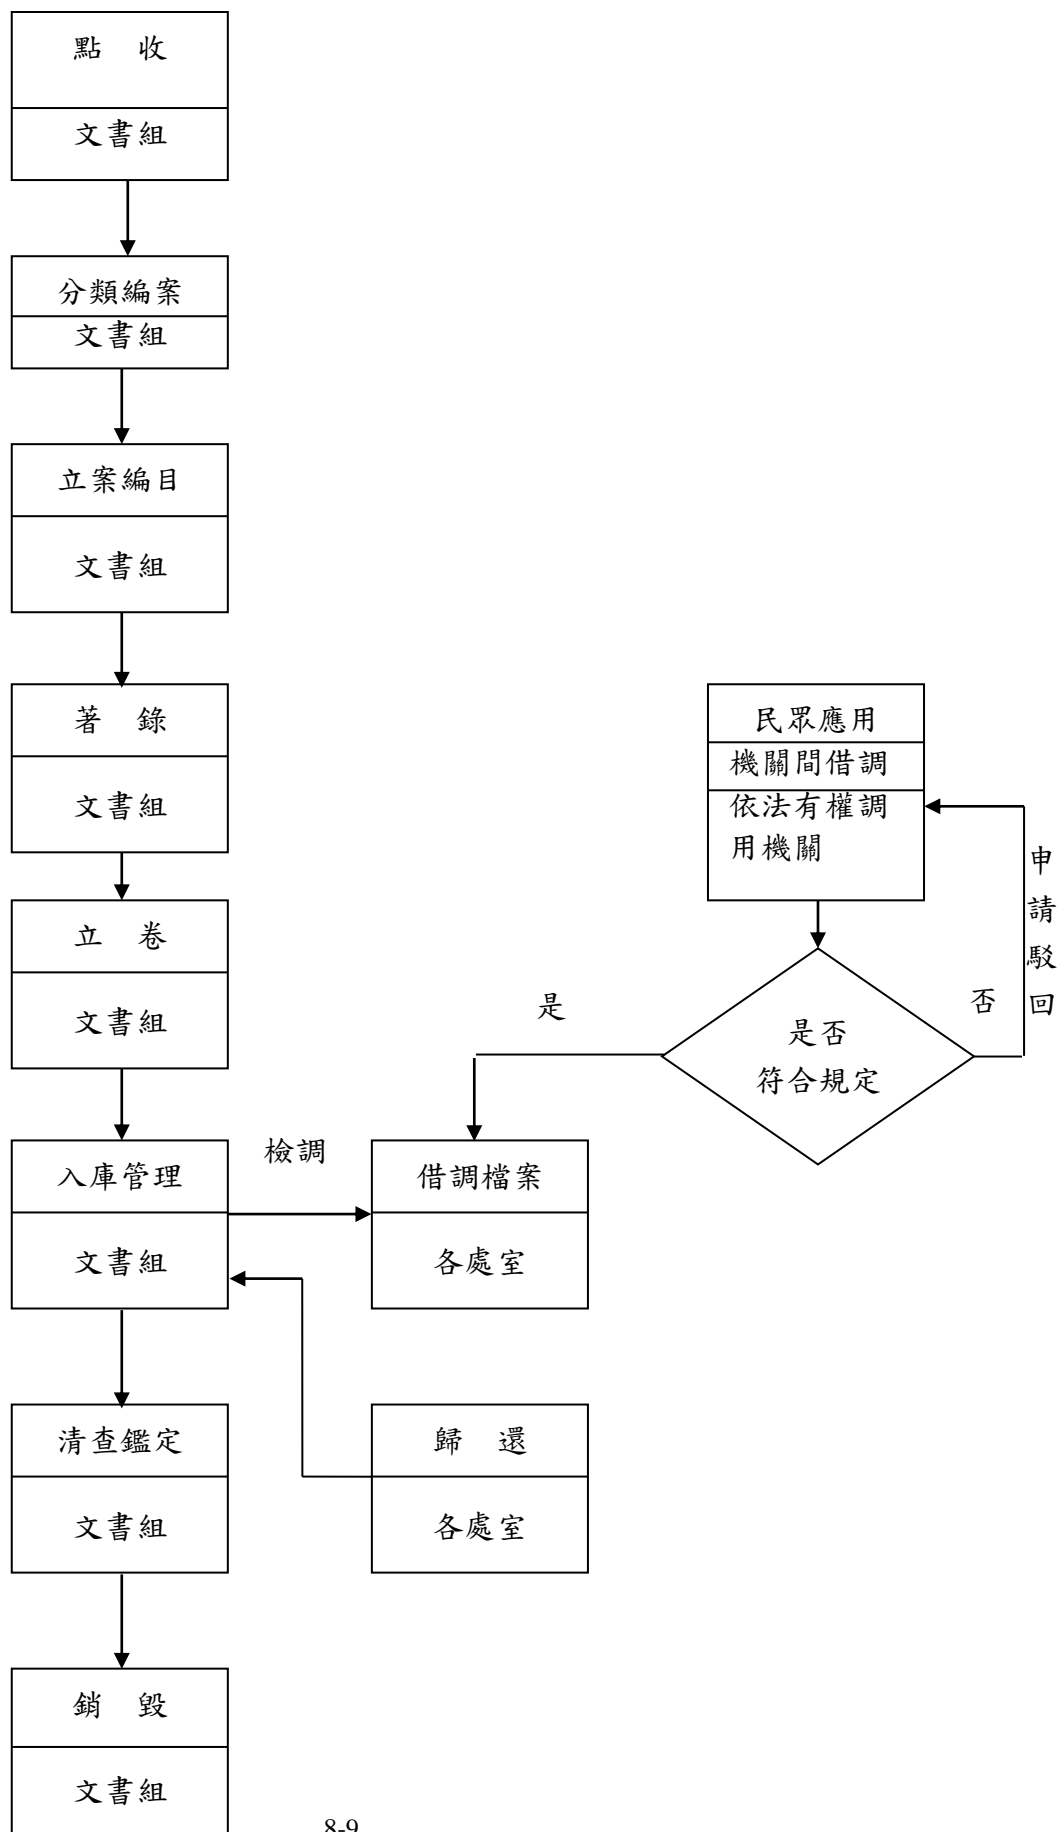 點　收
文書組
分類編案
文書組
立案編目
文書組
著　錄
文書組
立　卷
文書組
入庫管理
文書組
檢調
借調檔案
各處室
清查鑑定
文書組
歸　還
各處室
銷　毀
文書組
民眾應用
機關間借調
依法有權調
用機關
是否
符合規定
是
否
申請駁回
8-9